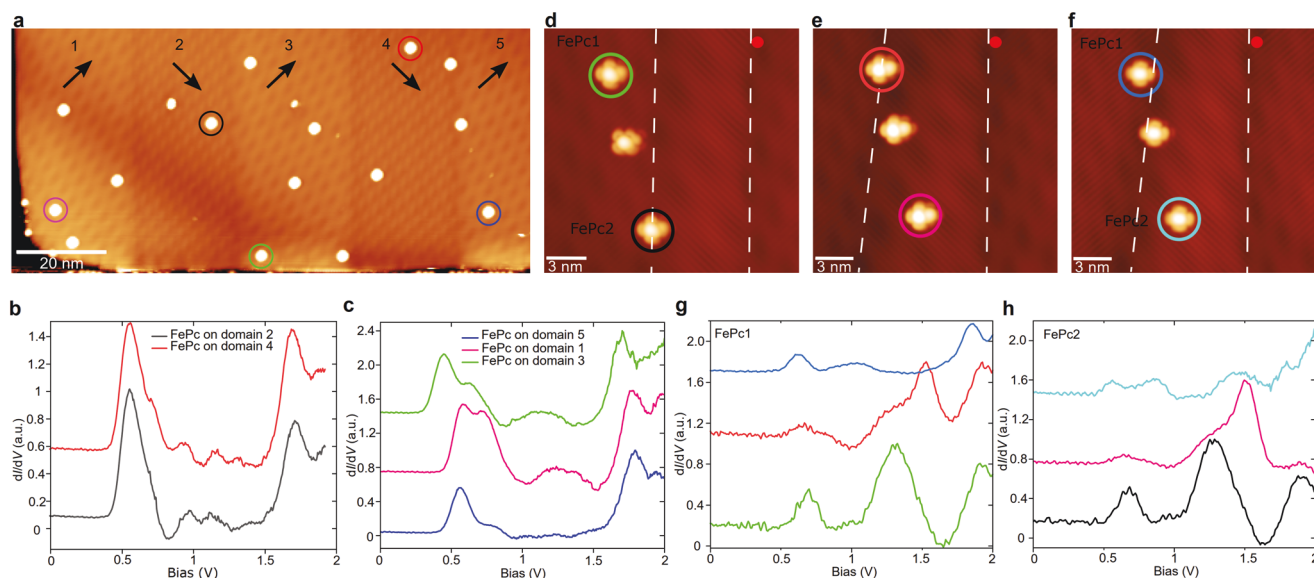 a
1 2 3 4 5
20 nm
d
FePc1
FePc2
3 nm
e
3 nm
f
FePc1
FePc2
3 nm
b
1.4
1.2
1
0.8
0.6
0.4
0.2
0
dI/dV (a.u.)
FePc on domain 2
FePc on domain 4
0 0.5 1 1.5 2
Bias (V)
c
2.4
2.0
1.6
1.2
0.8
0.4
0
dI/dV (a.u.)
FePc on domain 5
FePc on domain 1
FePc on domain 3
0 0.5 1 1.5 2
Bias (V)
g
FePc1
2.0
1.6
1.2
0.8
0.4
0
dI/dV (a.u.)
0 0.5 1.0 1.5 2
Bias (V)
h
FePc2
2.0
1.6
1.2
0.8
0.4
0
dI/dV (a.u.)
0 0.5 1 1.5 2
Bias (V)